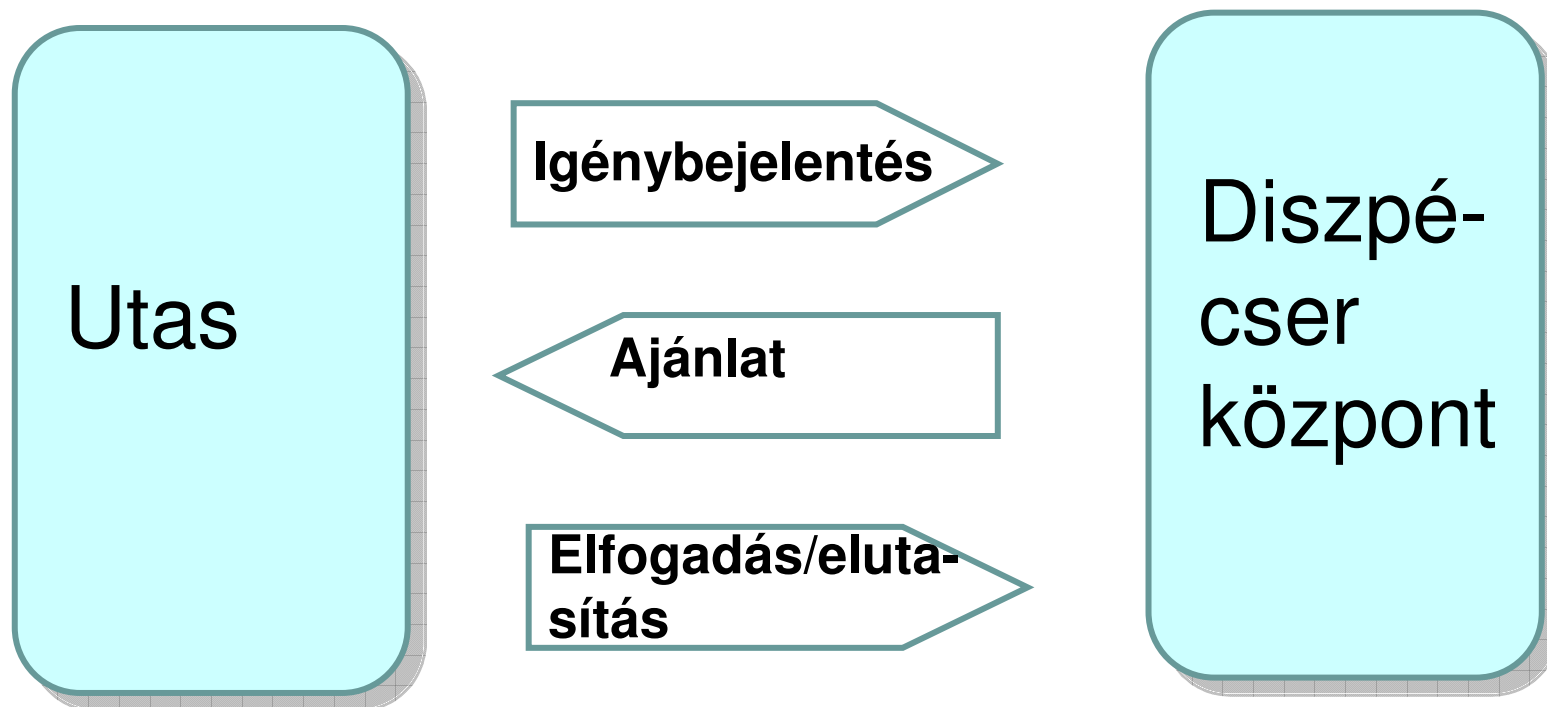 Utas
Igénybejelentés
Ajánlat
Elfogadás/eluta-
sítás
Diszpé-
cser
központ